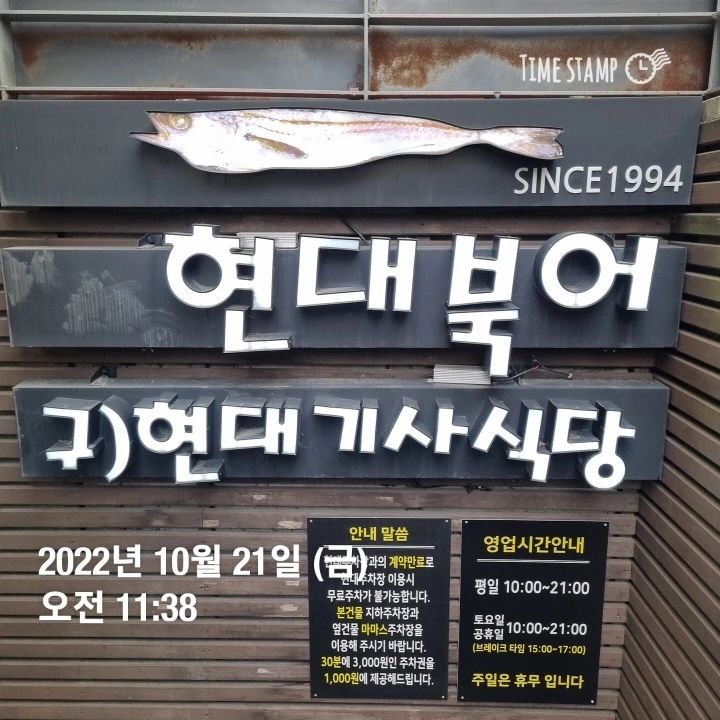 TIME STAMP
SINCE1994
현대북어
구)현대기사식당
2022년 10월 21일 (금)
오전 11:38
안내 말씀
계약만료로
현대주차장 이용시
무료주차가 불가능합니다.
본건물 지하주차장과
옆건물 마마스주차장을
이용해 주시기 바랍니다.
30분에 3,000원인 주차권을
1,000원에 제공해드립니다.
영업시간안내
평일 10:00~21:00
토요일
공휴일 10:00~21:00
(브레이크 타임 15:00~17:00)
주일은 휴무 입니다